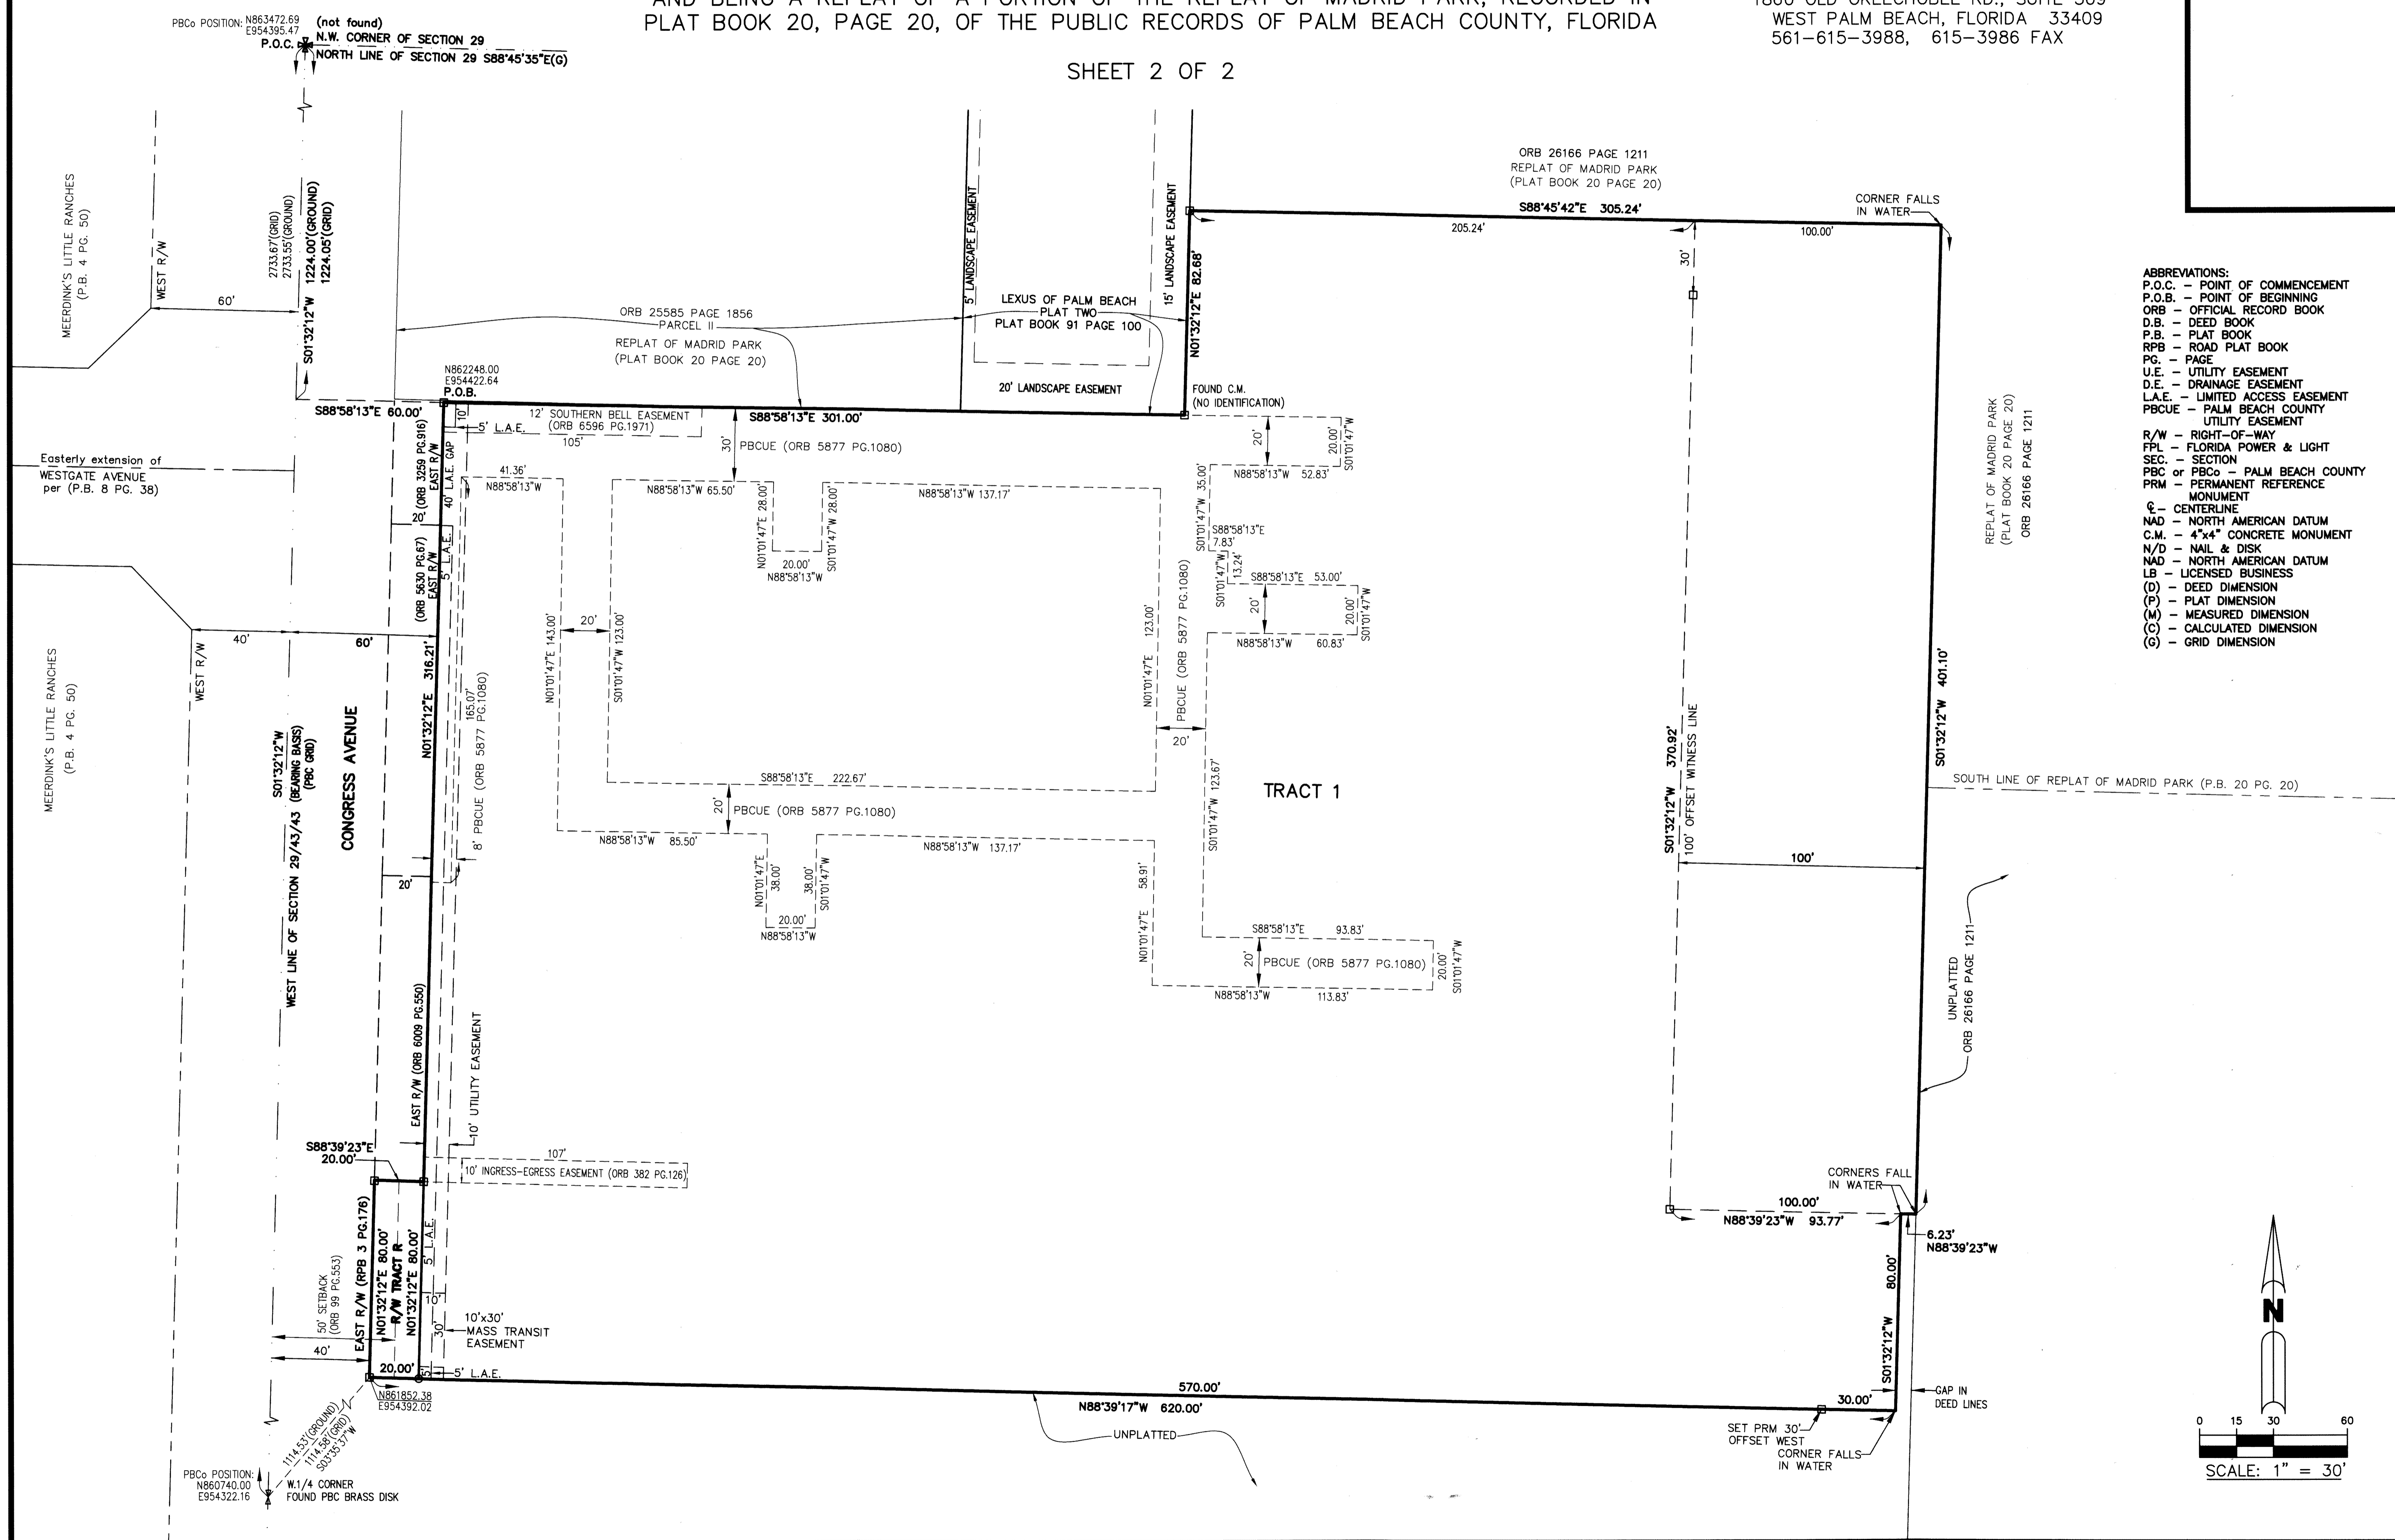 AND BEING A REPLAT OF A PORTION OF THE REPLAT OF MADRID PARK, RECORDED IN
PLAT BOOK 20, PAGE 20, OF THE PUBLIC RECORDS OF PALM BEACH COUNTY, FLORIDA
SHEET 2 OF 2
WEST PALM BEACH, FLORIDA 33409
561-615-3988, 615-3986 FAX
PBCo POSITION: N863472.69
E954395.47
(not found)
P.O.C.
N.W. CORNER OF SECTION 29
NORTH LINE OF SECTION 29 S88°45'35"E(G)
MEERDINK'S LITTLE RANCHES
(P.B. 4 PG. 50)
WEST R/W
60'
2733.67'(GRID)
2733.55'(GROUND)
S01°32'12"W 1224.00'(GROUND)
1224.05'(GRID)
ORB 25585 PAGE 1856
PARCEL II
REPLAT OF MADRID PARK
(PLAT BOOK 20 PAGE 20)
5' LANDSCAPE EASEMENT
15' LANDSCAPE EASEMENT
LEXUS OF PALM BEACH
PLAT TWO
PLAT BOOK 91 PAGE 100
20' LANDSCAPE EASEMENT
N01°32'12"E 82.68'
ORB 26166 PAGE 1211
REPLAT OF MADRID PARK
(PLAT BOOK 20 PAGE 20)
S88°45'42"E 305.24'
205.24'
100.00'
CORNER FALLS
IN WATER
30'
FOUND C.M.
(NO IDENTIFICATION)
N862248.00
E954422.64
P.O.B.
S88°58'13"E 60.00'
S88°58'13"E 301.00'
10'
12' SOUTHERN BELL EASEMENT
(ORB 6596 PG.1971)
5' L.A.E.
105'
30'
PBCUE (ORB 5877 PG.1080)
Easterly extension of
WESTGATE AVENUE
per (P.B. 8 PG. 38)
(ORB 3259 PG.916)
EAST R/W
40' L.A.E. GAP
20'
(ORB 5630 PG.67)
EAST R/W
5' L.A.E.
41.36'
N88°58'13"W
N88°58'13"W 65.50'
N01°01'47"E 28.00'
20.00'
N88°58'13"W
S01°01'47"W 28.00'
N88°58'13"W 137.17'
20'
20.00'
S01°01'47"W
N88°58'13"W 52.83'
S01°01'47"W 35.00'
S88°58'13"E
7.83'
S01°01'47"W
13.24'
S88°58'13"E 53.00'
20'
20.00'
S01°01'47"W
N88°58'13"W 60.83'
PBCUE (ORB 5877 PG.1080)
N01°01'47"E 123.00'
20'
N01°01'47"E 143.00'
20'
S01°01'47"W 123.00'
S88°58'13"E 222.67'
20'
PBCUE (ORB 5877 PG.1080)
N88°58'13"W 85.50'
N01°01'47"E
38.00'
20.00'
N88°58'13"W
38.00'
S01°01'47"W
N88°58'13"W 137.17'
S01°01'47"W 123.67'
N01°01'47"E 58.91'
S88°58'13"E 93.83'
20'
PBCUE (ORB 5877 PG.1080)
20.00'
S01°01'47"W
N88°58'13"W 113.83'
TRACT 1
S01°32'12"W 370.92'
100' OFFSET WITNESS LINE
100'
S01°32'12"W 401.10'
REPLAT OF MADRID PARK
(PLAT BOOK 20 PAGE 20)
ORB 26166 PAGE 1211
SOUTH LINE OF REPLAT OF MADRID PARK (P.B. 20 PG. 20)
UNPLATTED
ORB 26166 PAGE 1211
MEERDINK'S LITTLE RANCHES
(P.B. 4 PG. 50)
40'
60'
WEST R/W
S01°32'12"W
WEST LINE OF SECTION 29/43/43 (BEARING BASIS)
(PBC GRID)
CONGRESS AVENUE
N01°32'12"E 316.21'
165.07'
8' PBCUE (ORB 5877 PG.1080)
20'
EAST R/W (ORB 6009 PG.550)
10' UTILITY EASEMENT
S88°39'23"E
20.00'
107'
10' INGRESS-EGRESS EASEMENT (ORB 382 PG.126)
50' SETBACK
(ORB 99 PG.553)
40'
EAST R/W (RPB 3 PG.176)
N01°32'12"E 80.00'
R/W TRACT R
N01°32'12"E 80.00'
5' L.A.E.
10'
30'
10'x30'
MASS TRANSIT
EASEMENT
20.00'
5'
5' L.A.E.
N861852.38
E954392.02
1114.53'(GROUND)
1114.58'(GRID)
S03°35'37"W
PBCo POSITION:
N860740.00
E954322.16
W.1/4 CORNER
FOUND PBC BRASS DISK
570.00'
N88°39'17"W 620.00'
UNPLATTED
30.00'
SET PRM 30'
OFFSET WEST
CORNER FALLS
IN WATER
CORNERS FALL
IN WATER
100.00'
N88°39'23"W 93.77'
6.23'
N88°39'23"W
S01°32'12"W 80.00'
GAP IN
DEED LINES
ABBREVIATIONS:
P.O.C. – POINT OF COMMENCEMENT
P.O.B. – POINT OF BEGINNING
ORB – OFFICIAL RECORD BOOK
D.B. – DEED BOOK
P.B. – PLAT BOOK
RPB – ROAD PLAT BOOK
PG. – PAGE
U.E. – UTILITY EASEMENT
D.E. – DRAINAGE EASEMENT
L.A.E. – LIMITED ACCESS EASEMENT
PBCUE – PALM BEACH COUNTY
UTILITY EASEMENT
R/W – RIGHT-OF-WAY
FPL – FLORIDA POWER & LIGHT
SEC. – SECTION
PBC or PBCo – PALM BEACH COUNTY
PRM – PERMANENT REFERENCE
MONUMENT
℄ – CENTERLINE
NAD – NORTH AMERICAN DATUM
C.M. – 4"x4" CONCRETE MONUMENT
N/D – NAIL & DISK
NAD – NORTH AMERICAN DATUM
LB – LICENSED BUSINESS
(D) – DEED DIMENSION
(P) – PLAT DIMENSION
(M) – MEASURED DIMENSION
(C) – CALCULATED DIMENSION
(G) – GRID DIMENSION
N
0 15 30 60
SCALE: 1" = 30'